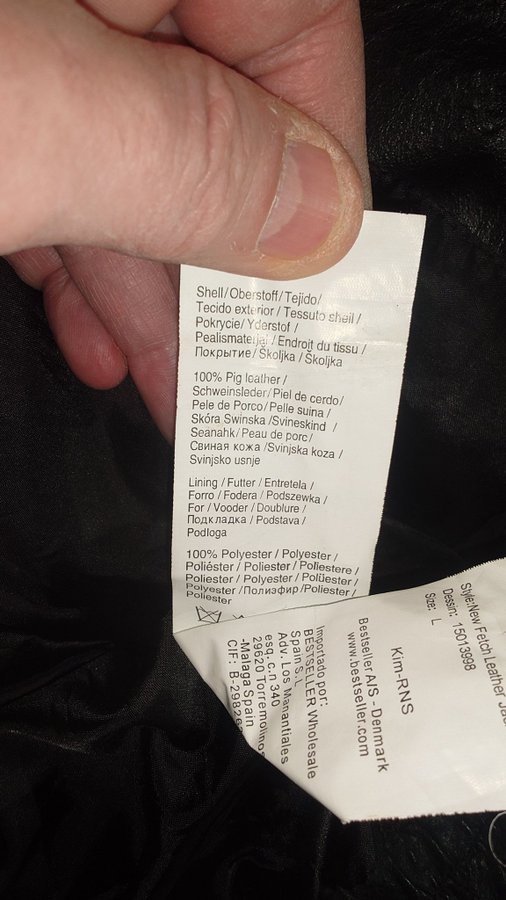 Shell/Oberstoff/Tejido/
Tecido exterior / Tessuto shell /
Pokrycie/ Yderstof /
Pealismaterjal / Endroit du tissu /
Покрытие/ Školjka / Školjka
100% Pig leather /
Schweinsleder/ Piel de cerdo/
Pele de Porco/ Pelle suina /
Skóra Swinska /Svineskind /
Seanahk/ Peau de porc/
Свиная кожа /Svinjska koza /
Svinjsko usnje
Lining / Futter / Entretela /
Forro / Fodera / Podszewka /
For / Vooder / Doublure /
Подкладка / Podstava /
Podloga
100% Polyester / Polyester /
Poliéster / Poliester / Poliestere /
Poliester / Polyester / Polüester /
Polyester /Полиэфир /Poliester /
Poliester
Style:New Fetch Leather
Dessin: 15013998
Size: L
Kim-RNS
Bestseller A/S - Denmark
www.bestseller.com
Importado por:
BESTSELLER Wholesale
Spain S.L
Adv. Los Manantiales
esq. c.n 340
29620 Torremolinos
-Malaga Spain
CIF: B-2982